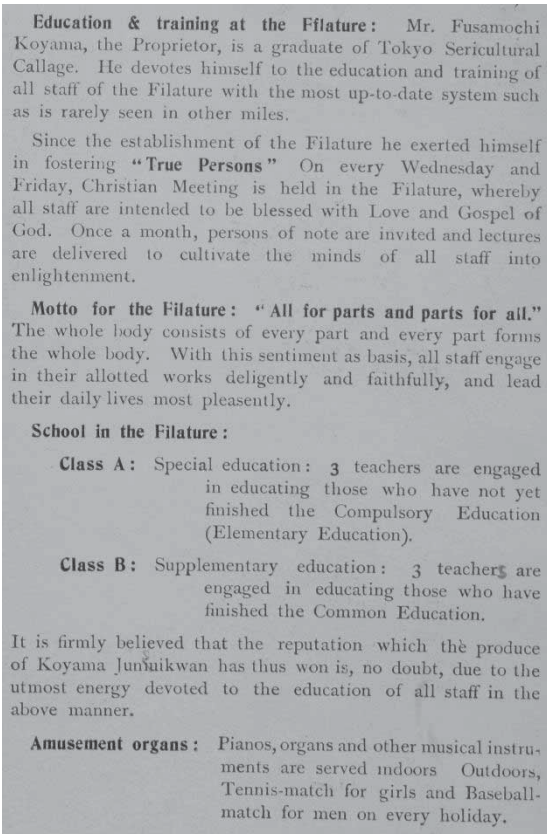 Education & training at the Filature: Mr. Fusamochi
Koyama, the Proprietor, is a graduate of Tokyo Sericultural
Callage. He devotes himself to the education and training of
all staff of the Filature with the most up-to-date system such
as is rarely seen in other miles.
Since the establishment of the Filature he exerted himself
in fostering “True Persons” On every Wednesday and
Friday, Christian Meeting is held in the Filature, whereby
all staff are intended to be blessed with Love and Gospel of
God. Once a month, persons of note are invited and lectures
are delivered to cultivate the minds of all staff into
enlightenment.
Motto for the Filature: “All for parts and parts for all.”
The whole body consists of every part and every part forms
the whole body. With this sentiment as basis, all staff engage
in their allotted works deligently and faithfully, and lead
their daily lives most pleasently.
School in the Filature:
Class A: Special education: 3 teachers are engaged
in educating those who have not yet
finished the Compulsory Education
(Elementary Education).
Class B: Supplementary education: 3 teachers are
engaged in educating those who have
finished the Common Education.
It is firmly believed that the reputation which the produce
of Koyama Junsuikwan has thus won is, no doubt, due to the
utmost energy devoted to the education of all staff in the
above manner.
Amusement organs: Pianos, organs and other musical instru-
ments are served indoors Outdoors,
Tennis-match for girls and Baseball-
match for men on every holiday.